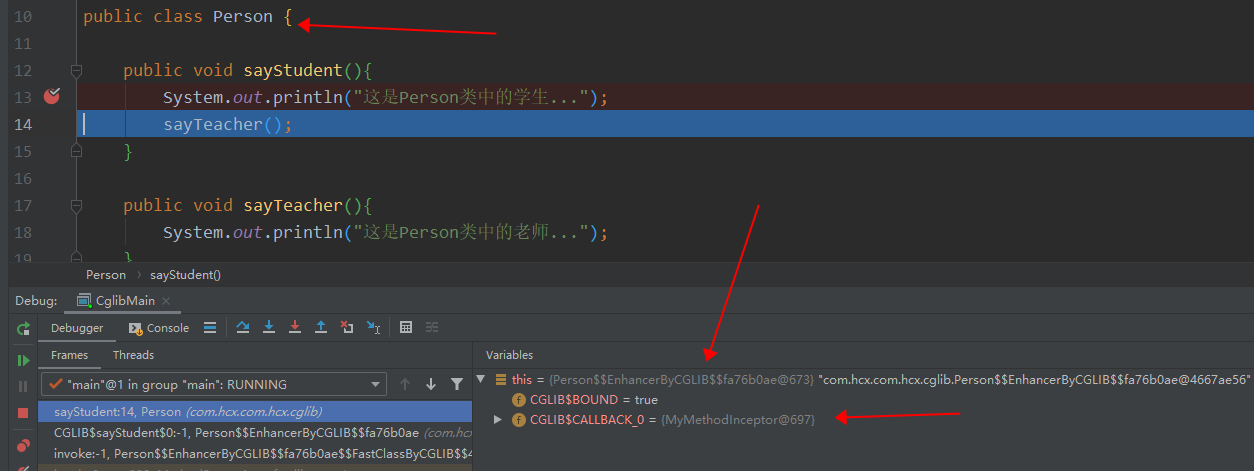 10 public class Person {
11
12 public void sayStudent(){
13 System.out.println("这是Person类中的学生...");
14 sayTeacher();
15 }
16
17 public void sayTeacher(){
18 System.out.println("这是Person类中的老师...");
19 }
Person › sayStudent()
Debug: CglibMain ×
Debugger Console
Frames Threads Variables
"main"@1 in group "main": RUNNING
this = {Person$$EnhancerByCGLIB$$fa76b0ae@673} "com.hcx.com.hcx.cglib.Person$$EnhancerByCGLIB$$fa76b0ae@4667ae56"
CGLIB$BOUND = true
CGLIB$CALLBACK_0 = {MyMethodInceptor@697}
sayStudent:14, Person (com.hcx.com.hcx.cglib)
CGLIB$sayStudent$0:-1, Person$$EnhancerByCGLIB$$fa76b0ae (com.hc
invoke:-1, Person$$EnhancerByCGLIB$$fa76b0ae$$FastClassByCGLIB$$4